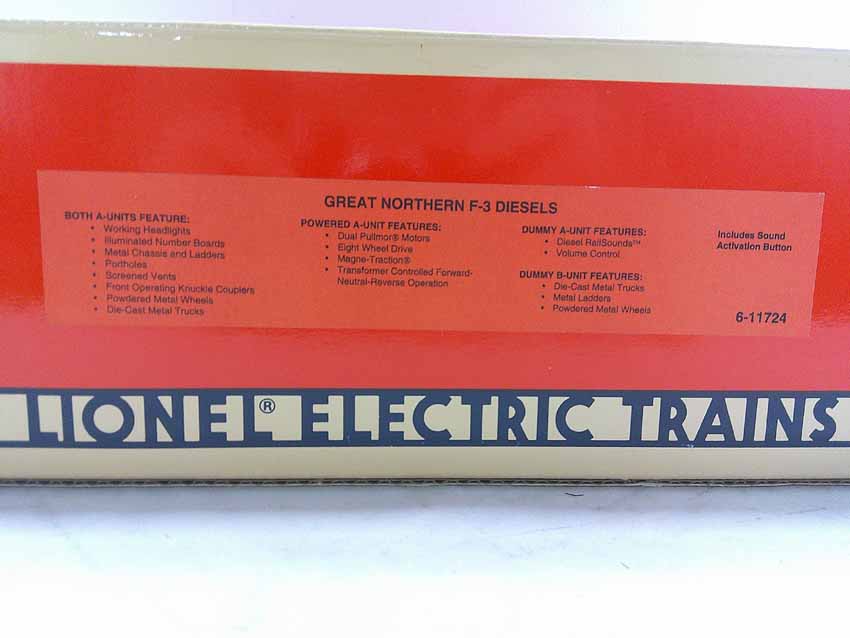 GREAT NORTHERN F-3 DIESELS
BOTH A-UNITS FEATURE:
• Working Headlights
• Illuminated Number Boards
• Metal Chassis and Ladders
• Portholes
• Screened Vents
• Front Operating Knuckle Couplers
• Powdered Metal Wheels
• Die-Cast Metal Trucks
POWERED A-UNIT FEATURES:
• Dual Pullmor® Motors
• Eight Wheel Drive
• Magne-Traction®
• Transformer Controlled Forward-
Neutral-Reverse Operation
DUMMY A-UNIT FEATURES:
• Diesel RailSounds™
• Volume Control
DUMMY B-UNIT FEATURES:
• Die-Cast Metal Trucks
• Metal Ladders
• Powdered Metal Wheels
Includes Sound
Activation Button
6-11724
LIONEL® ELECTRIC TRAINS